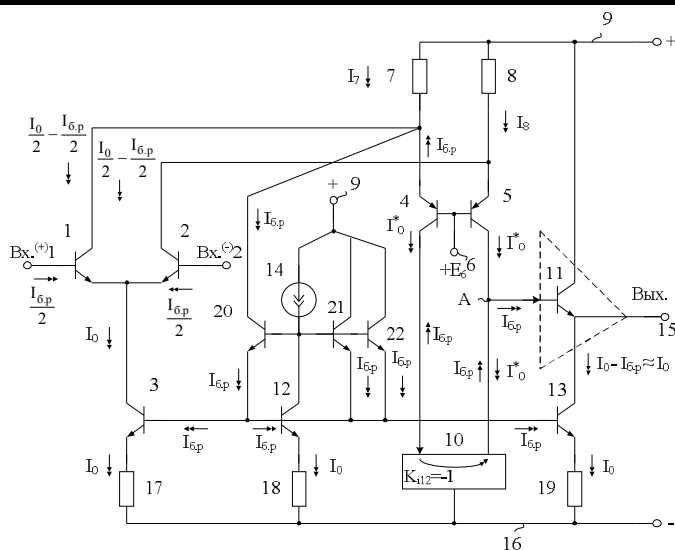 9
+
I7 7 8
I8
I0/2 − Iб.р/2
I0/2 − Iб.р/2
Iб.р
+ 9
4 5
1 2
Iб.р
I*0 I*0
Вх.(+)1 Вх.(-)2
6
+Eб
14
11
Iб.р/2 Iб.р/2
A
Вых.
20 21 22
Iб.р
15
I0
Iб.р
I0-Iб.р≈I0
Iб.р Iб.р Iб.р
Iб.р I*0
3 12 13
Iб.р Iб.р Iб.р
10
I0 I0 I0
Ki12=-1
17 18 19
-
16